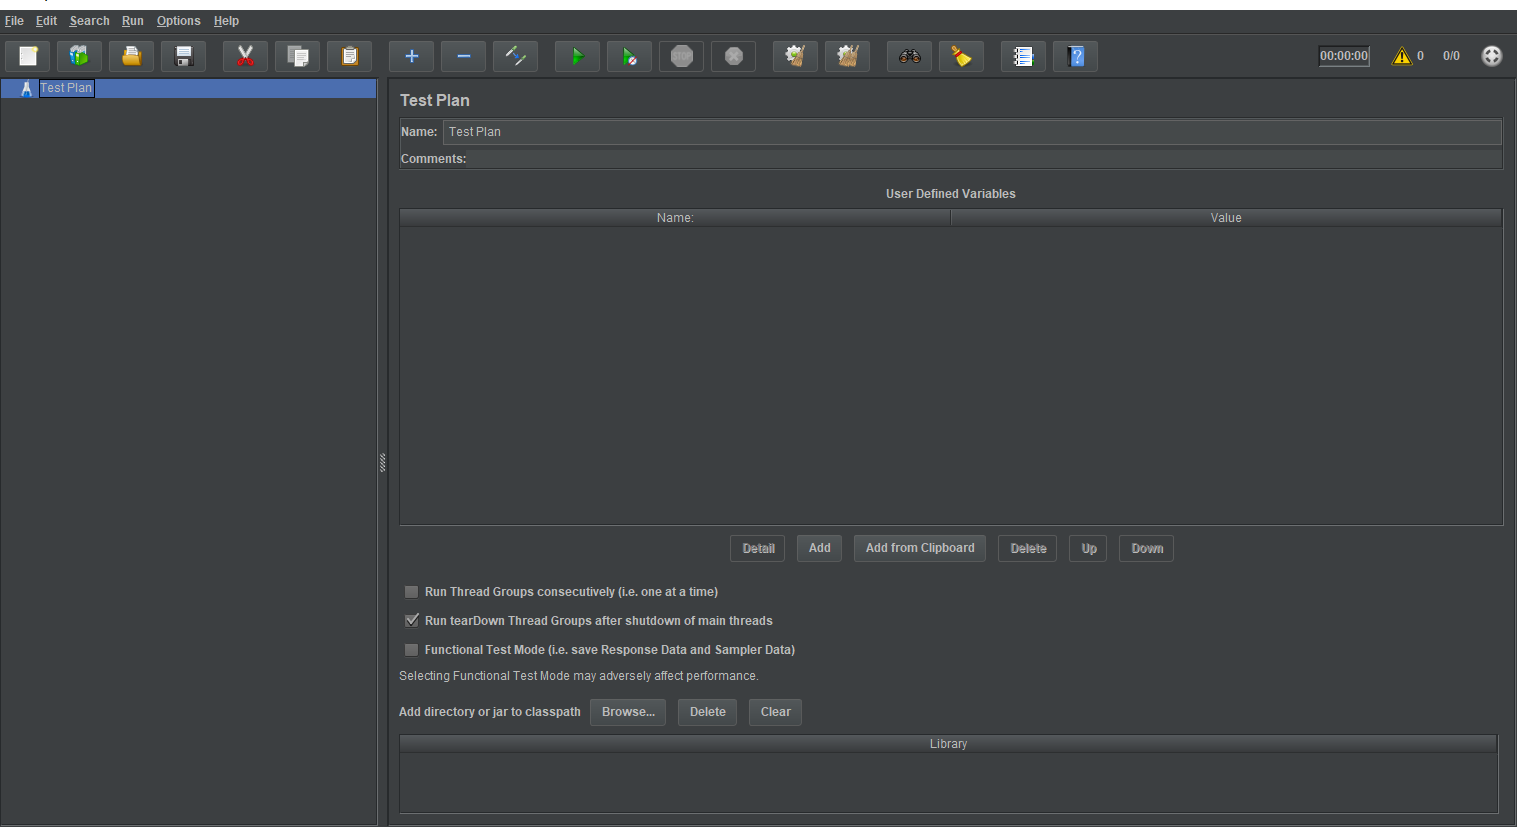 File Edit Search Run Options Help
STOP
00:00:00 0 0/0
Test Plan
Test Plan
Name: Test Plan
Comments:
User Defined Variables
Name: Value
Detail Add Add from Clipboard Delete Up Down
Run Thread Groups consecutively (i.e. one at a time)
Run tearDown Thread Groups after shutdown of main threads
Functional Test Mode (i.e. save Response Data and Sampler Data)
Selecting Functional Test Mode may adversely affect performance.
Add directory or jar to classpath Browse... Delete Clear
Library